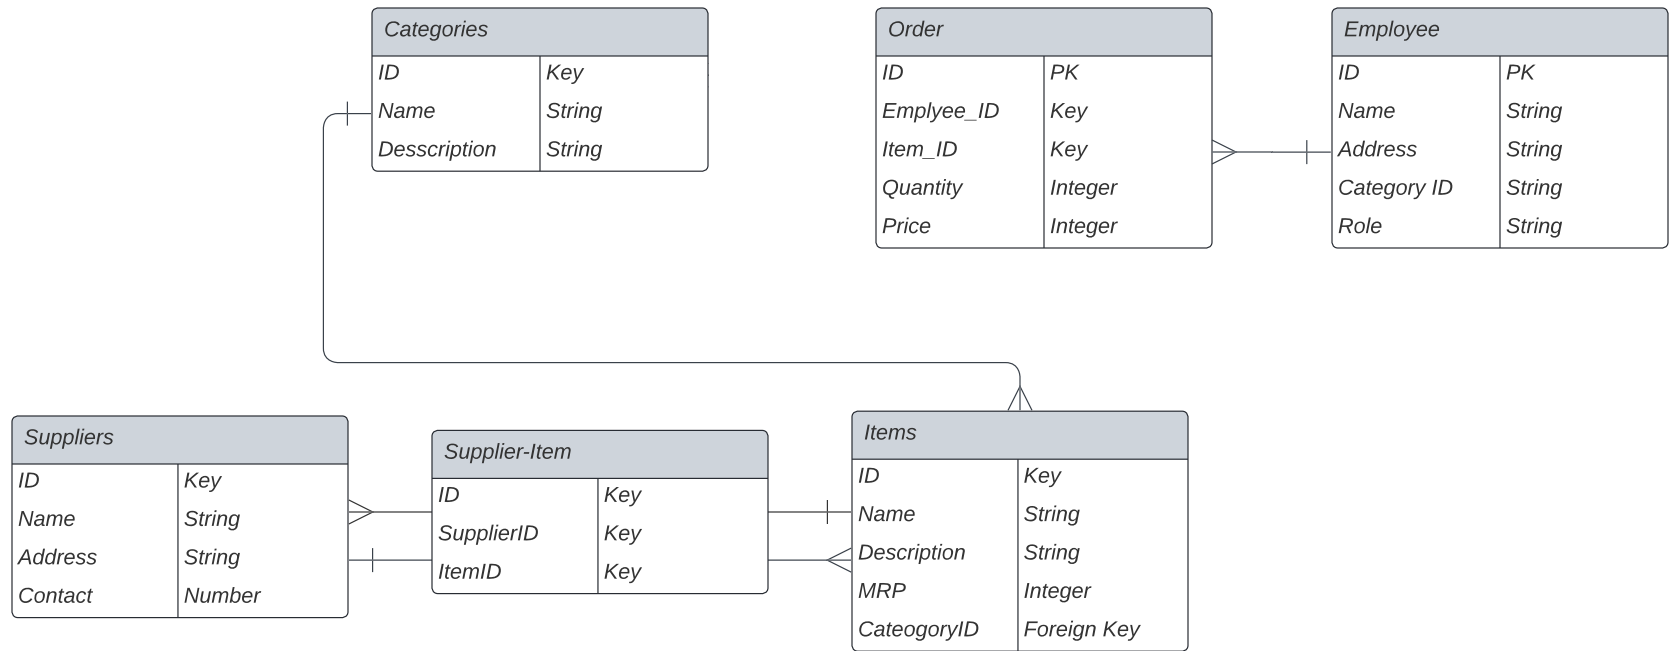 Categories
ID Key
Name String
Desscription String
Order
ID PK
Emplyee_ID Key
Item_ID Key
Quantity Integer
Price Integer
Employee
ID PK
Name String
Address String
Category ID String
Role String
Suppliers
ID Key
Name String
Address String
Contact Number
Supplier-Item
ID Key
SupplierID Key
ItemID Key
Items
ID Key
Name String
Description String
MRP Integer
CateogoryID Foreign Key